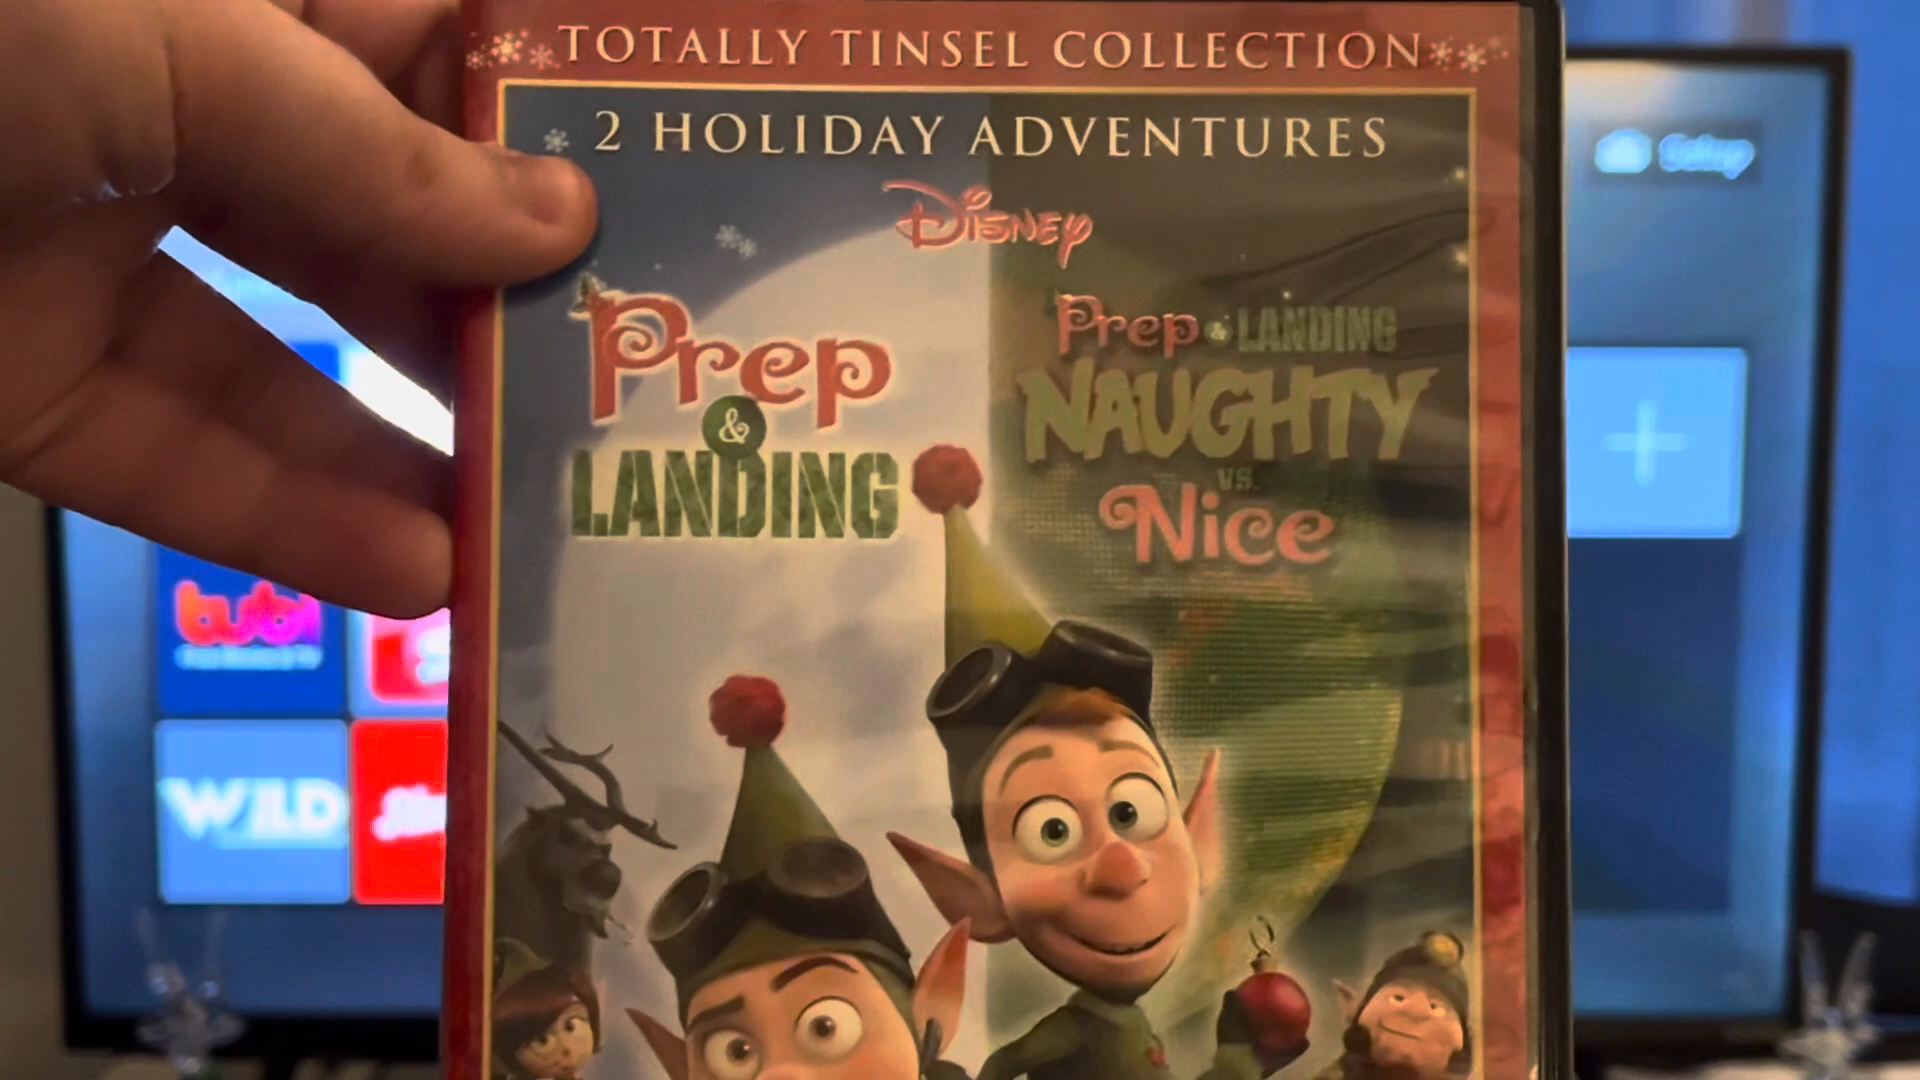 TOTALLY TINSEL COLLECTION
2 HOLIDAY ADVENTURES
DISNEY
Prep
&
LANDING
Prep & LANDING
NAUGHTY
VS.
Nice
tubi
WILD